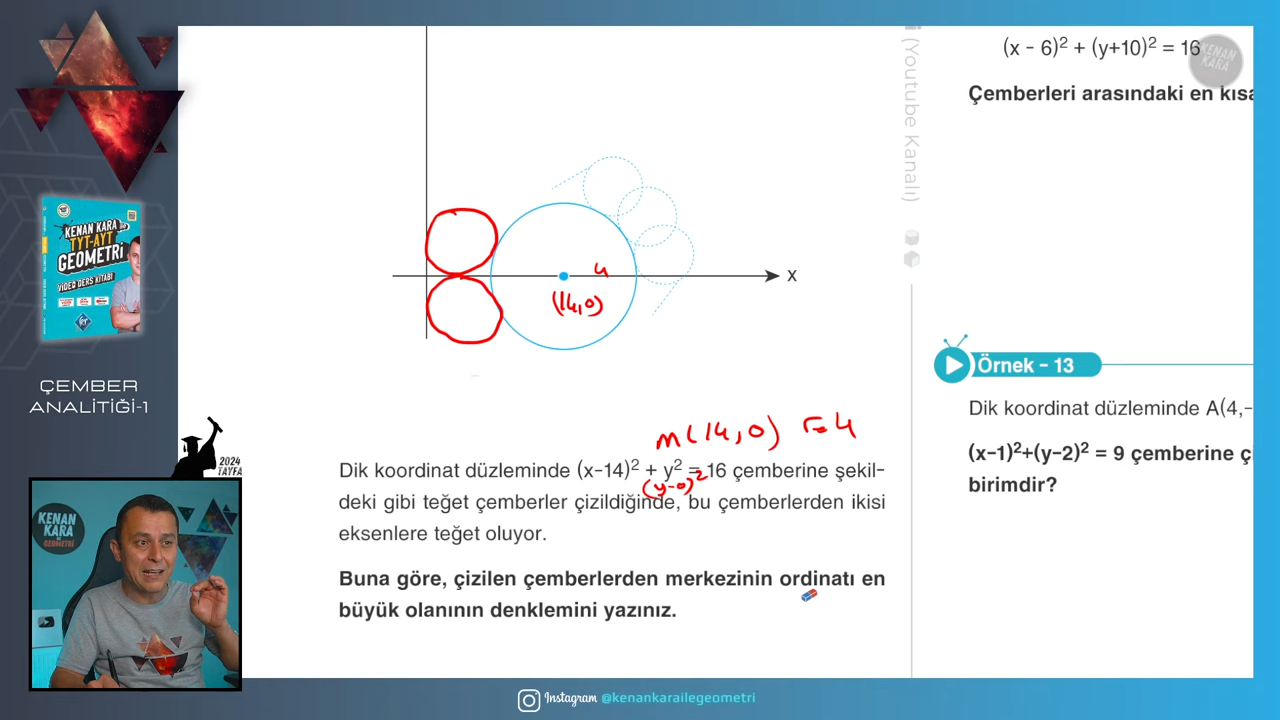 KENAN KARA
TYT-AYT
GEOMETRİ
VİDEO DERS KİTABI
ÇEMBER
ANALİTİĞİ-1
2024
TAYFA
KENAN
KARA
GEOMETRİ
x
4
(14,0)
m(14,0) r=4
Dik koordinat düzleminde (x-14)² + y² = 16 çemberine şekil-
(y-0)²
deki gibi teğet çemberler çizildiğinde, bu çemberlerden ikisi
eksenlere teğet oluyor.
Buna göre, çizilen çemberlerden merkezinin ordinatı en
büyük olanının denklemini yazınız.
(Youtube Kanalı)
(x - 6)² + (y+10)² = 16
KENAN
KARA
Çemberleri arasındaki en kısa
Örnek - 13
Dik koordinat düzleminde A(4,-
(x-1)²+(y-2)² = 9 çemberine ç
birimdir?
Instagram @kenankarailegeometri